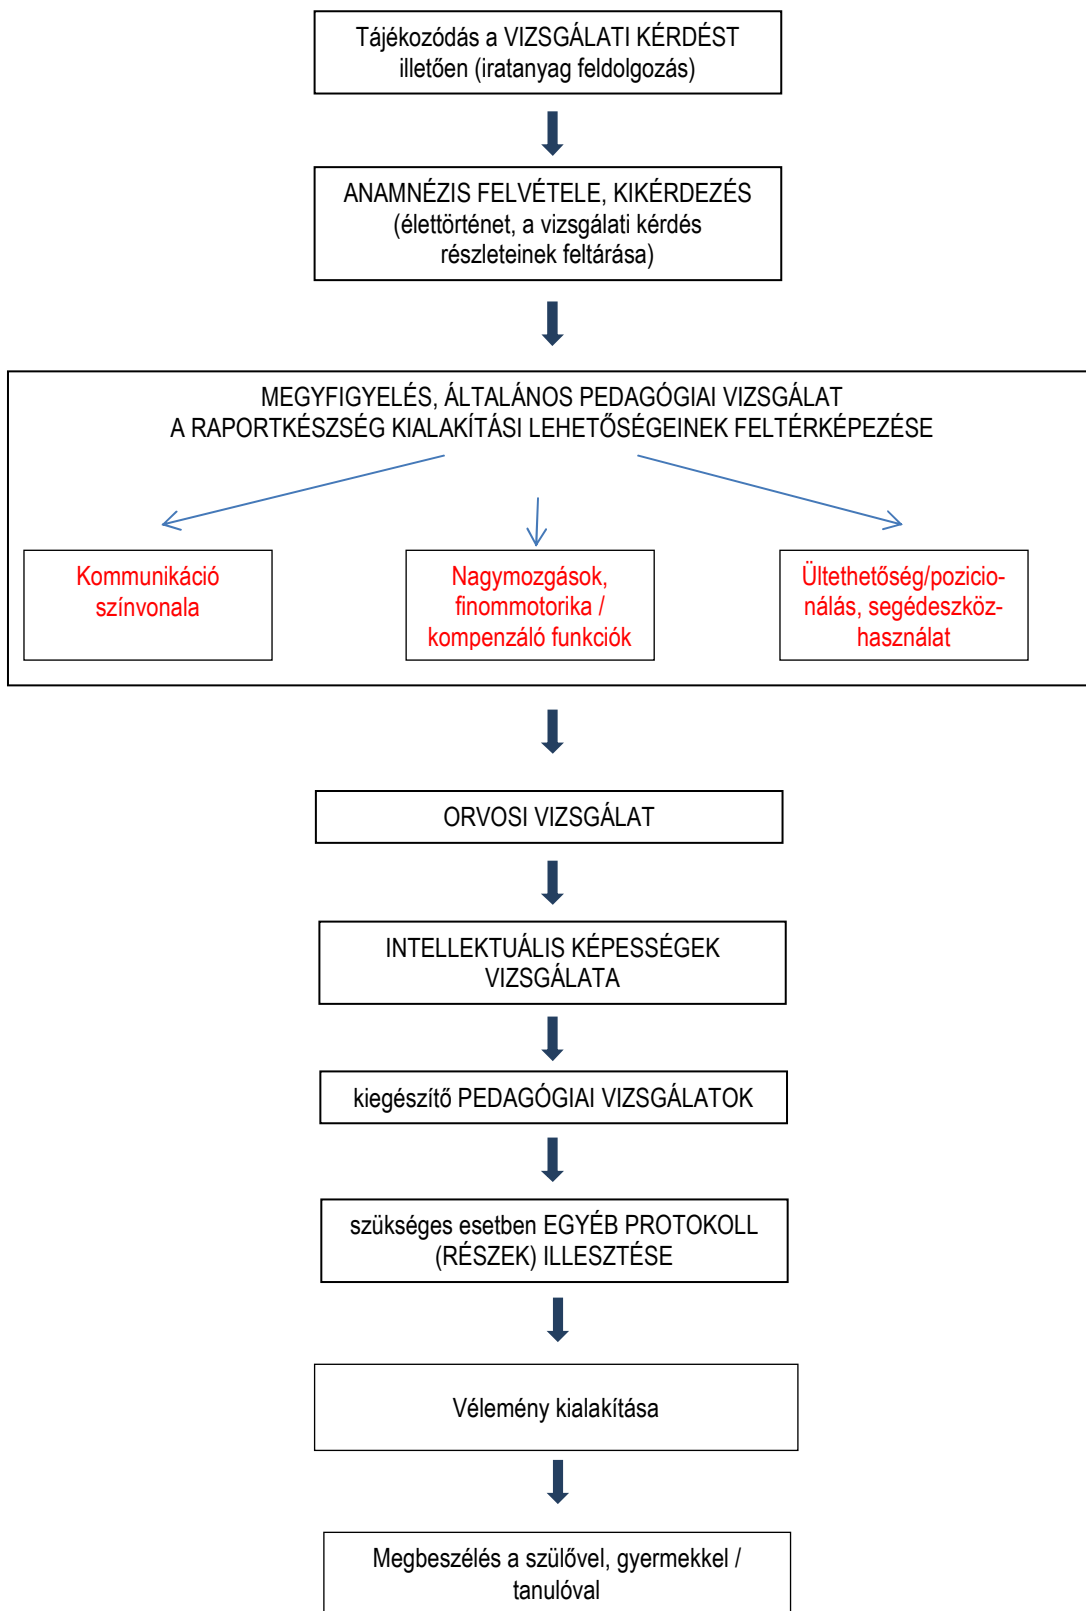 Tájékozódás a VIZSGÁLATI KÉRDÉST
illetően (iratanyag feldolgozás)
ANAMNÉZIS FELVÉTELE, KIKÉRDEZÉS
(élettörténet, a vizsgálati kérdés
részleteinek feltárása)
MEGYFIGYELÉS, ÁLTALÁNOS PEDAGÓGIAI VIZSGÁLAT
A RAPORTKÉSZSÉG KIALAKÍTÁSI LEHETŐSÉGEINEK FELTÉRKÉPEZÉSE
Kommunikáció
színvonala
Nagymozgások,
finommotorika /
kompenzáló funkciók
Ültethetőség/pozicio-
nálás, segédeszköz-
használat
ORVOSI VIZSGÁLAT
INTELLEKTUÁLIS KÉPESSÉGEK
VIZSGÁLATA
kiegészítő PEDAGÓGIAI VIZSGÁLATOK
szükséges esetben EGYÉB PROTOKOLL
(RÉSZEK) ILLESZTÉSE
Vélemény kialakítása
Megbeszélés a szülővel, gyermekkel /
tanulóval